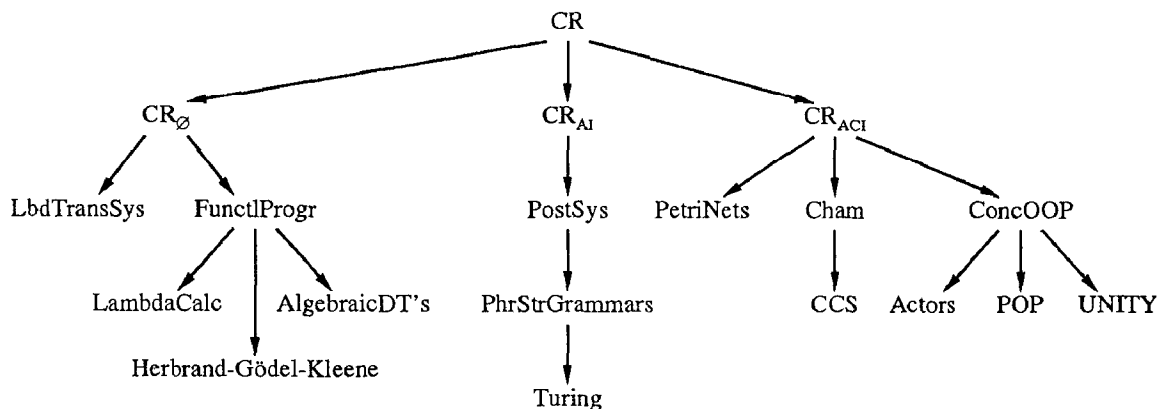 CR
CR∅ CR_AI CR_ACI
LbdTransSys FunctlProgr PostSys PetriNets Cham ConcOOP
LambdaCalc AlgebraicDT's PhrStrGrammars CCS Actors POP UNITY
Herbrand-Gödel-Kleene
Turing